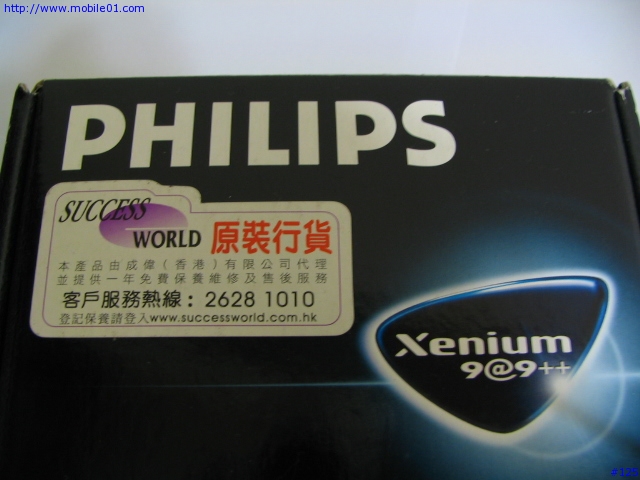 http://www.mobile01.com
PHILIPS
SUCCESS
WORLD 原裝行貨
本產品由成偉(香港)有限公司代理
並提供一年免費保養維修及售後服務
客戶服務熱線: 2628 1010
登記保養請登入www.successworld.com.hk
Xenium
9@9++
#123